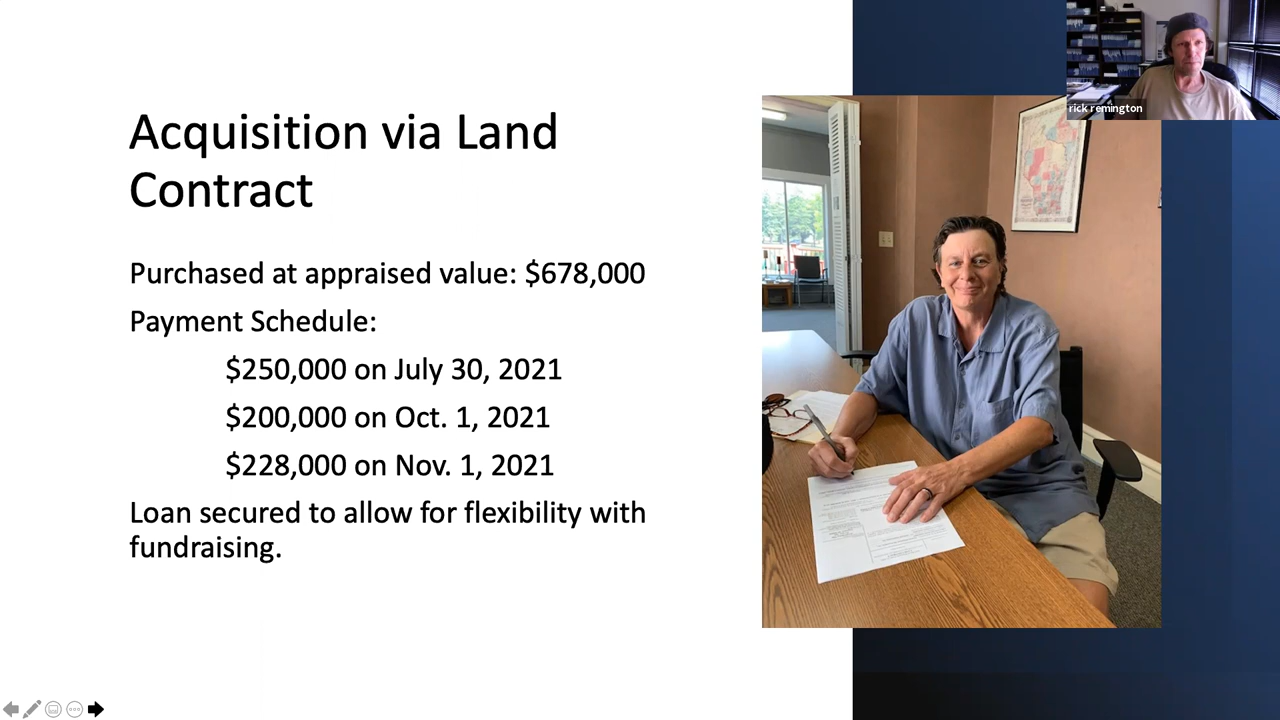 Acquisition via Land
Contract
Purchased at appraised value: $678,000
Payment Schedule:
$250,000 on July 30, 2021
$200,000 on Oct. 1, 2021
$228,000 on Nov. 1, 2021
Loan secured to allow for flexibility with
fundraising.
rick remington